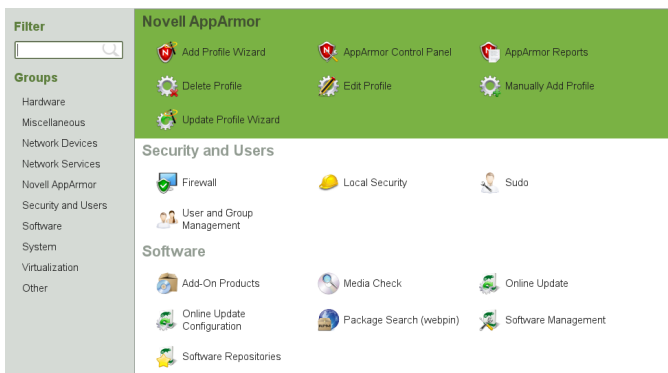 Filter
Groups
Hardware
Miscellaneous
Network Devices
Network Services
Novell AppArmor
Security and Users
Software
System
Virtualization
Other
Novell AppArmor
Add Profile Wizard
AppArmor Control Panel
AppArmor Reports
Delete Profile
Edit Profile
Manually Add Profile
Update Profile Wizard
Security and Users
Firewall
Local Security
Sudo
User and Group
Management
Software
Add-On Products
Media Check
Online Update
Online Update
Configuration
Package Search (webpin)
Software Management
Software Repositories